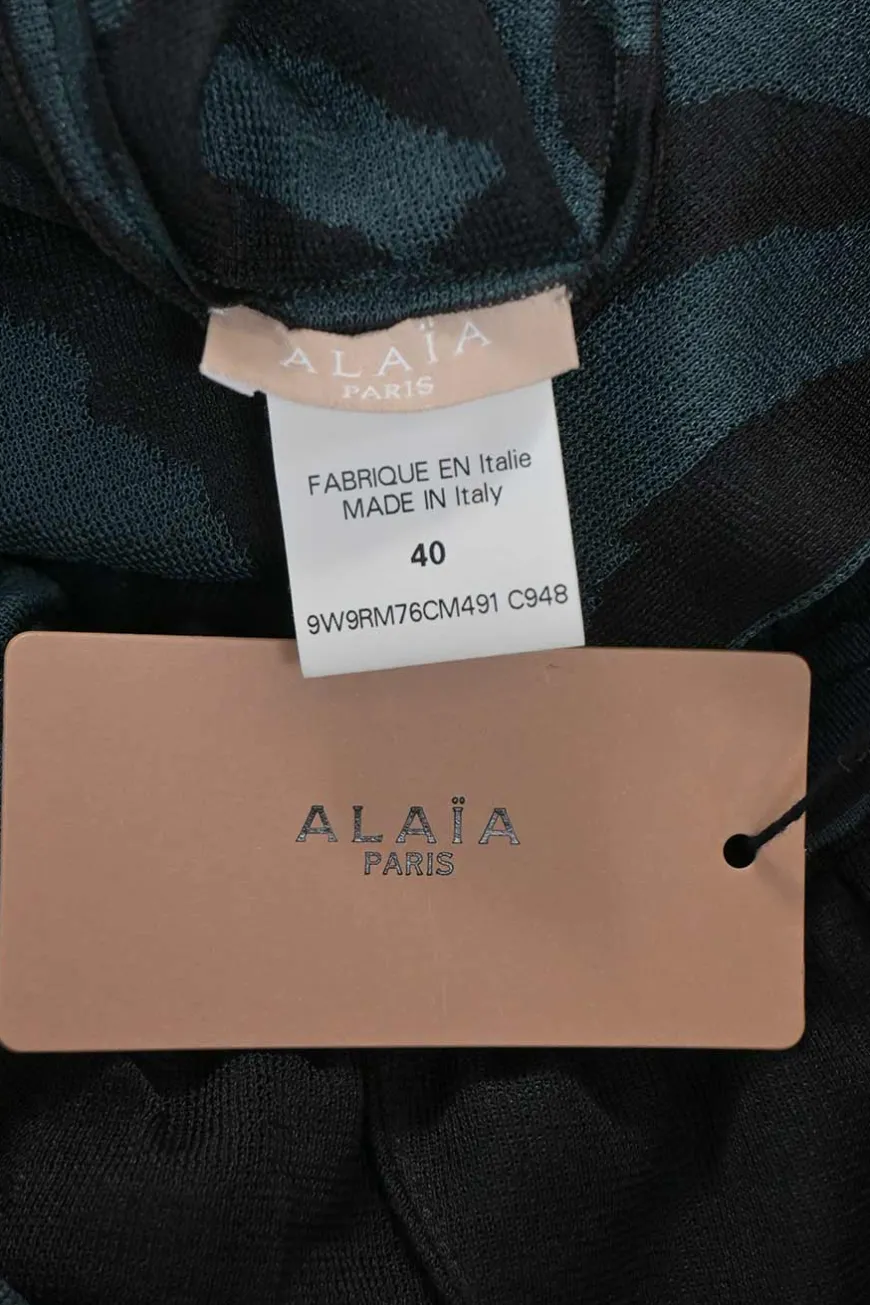 ALAÏA
PARIS
FABRIQUE EN Italie
MADE IN Italy
40
9W9RM76CM491 C948
ALAÏA
PARIS